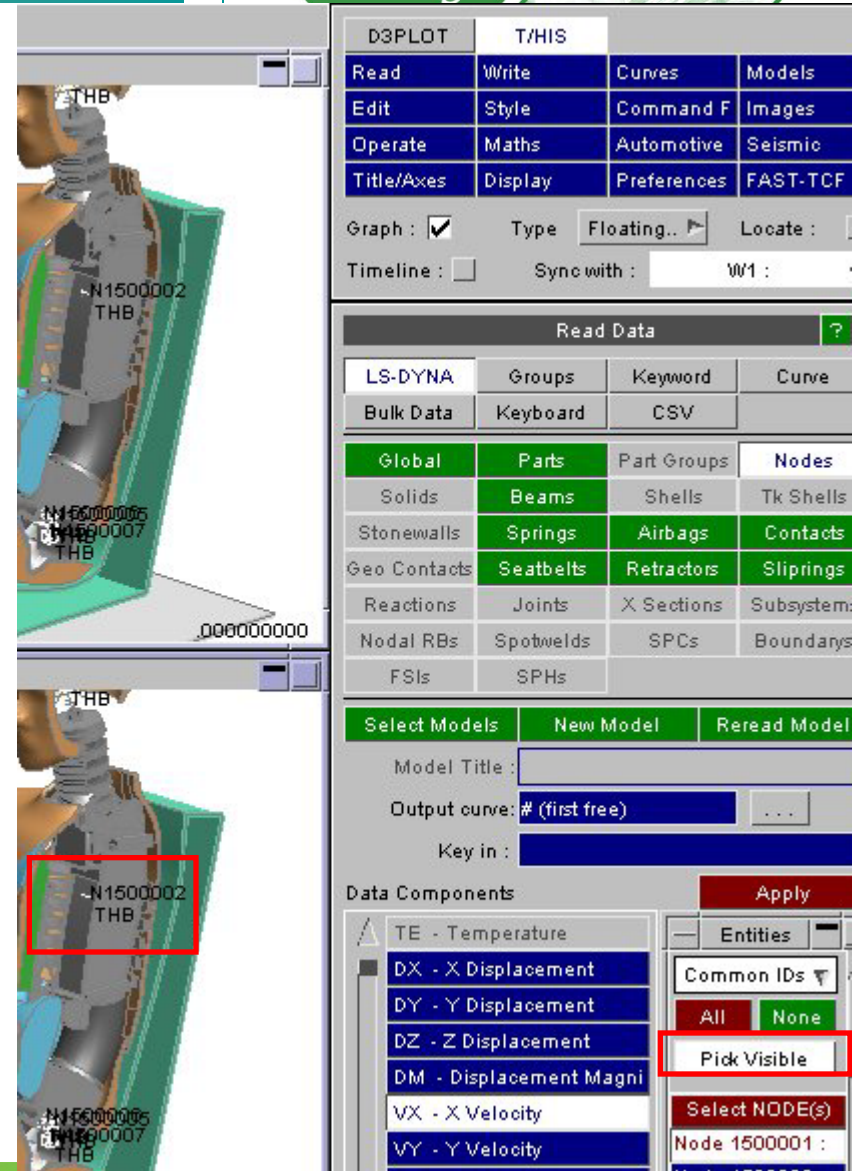 D3PLOT T/HIS
Read Write Curves Models
Edit Style Command F Images
Operate Maths Automotive Seismic
Title/Axes Display Preferences FAST-TCF
Graph : Type Floating.. Locate :
Timeline : Sync with : W1 :
Read Data ?
LS-DYNA Groups Keyword Curve
Bulk Data Keyboard CSV
Global Parts Part Groups Nodes
Solids Beams Shells Tk Shells
Stonewalls Springs Airbags Contacts
Geo Contacts Seatbelts Retractors Sliprings
Reactions Joints X Sections Subsystems
Nodal RBs Spotwelds SPCs Boundarys
FSIs SPHs
Select Models New Model Reread Model
Model Title :
Output curve: # (first free) ...
Key in :
Data Components Apply
TE - Temperature
DX - X Displacement
DY - Y Displacement
DZ - Z Displacement
DM - Displacement Magni
VX - X Velocity
VY - Y Velocity
Entities
Common IDs
All None
Pick Visible
Select NODE(s)
Node 1500001 :
THB
N1500002
THB
THB
.000000000
THB
N1500002
THB
THB